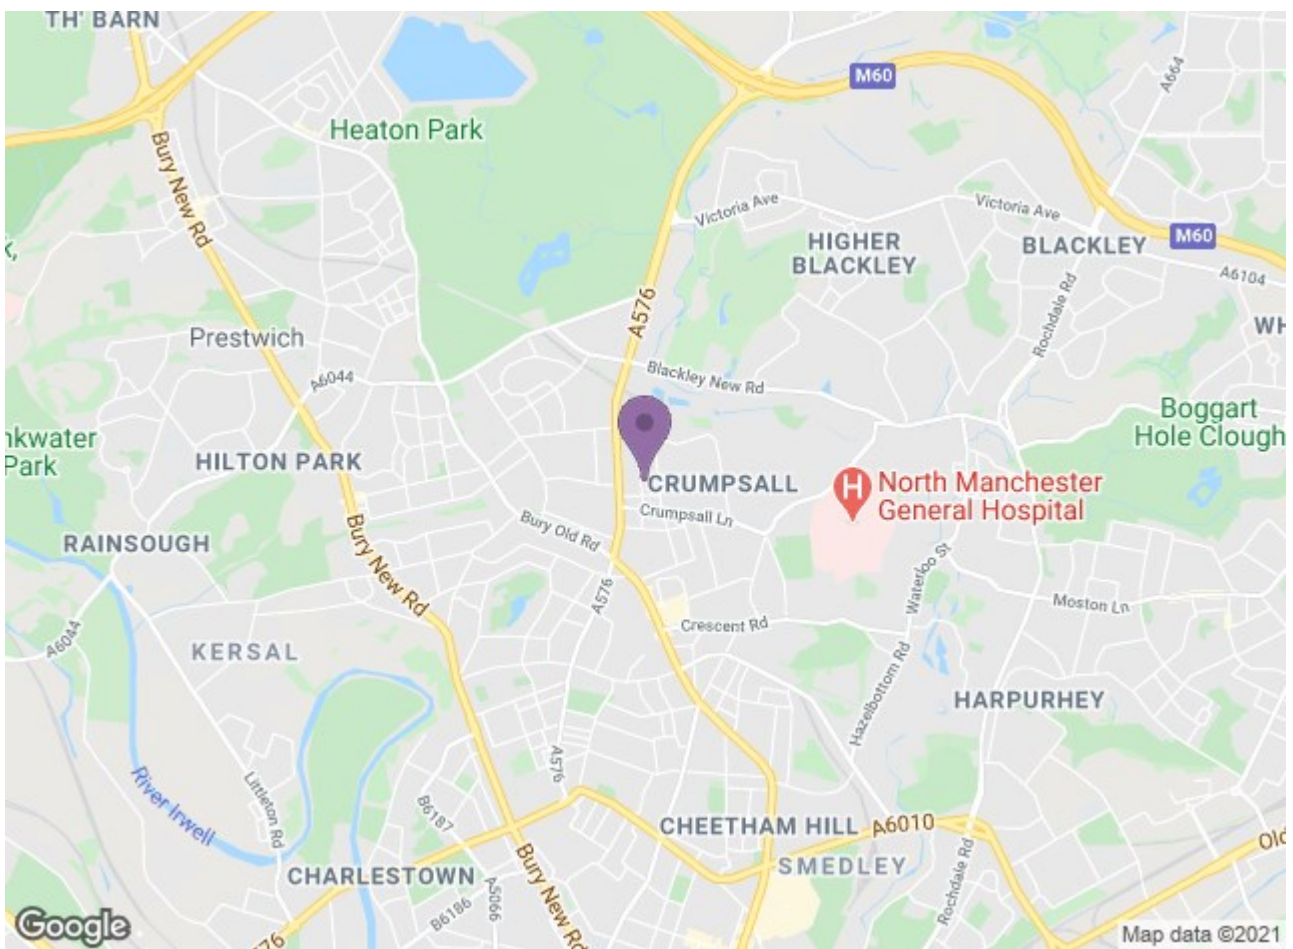 TH' BARN
M60
A664
Heaton Park
Bury New Rd
Victoria Ave
Victoria Ave
HIGHER
BLACKLEY
BLACKLEY
M60
A6104
k,
A576
Rochdale Rd
Prestwich
WH
A6044
Blackley New Rd
Boggart
Hole Clough
nkwater
Park
HILTON PARK
CRUMPSALL
H
North Manchester
General Hospital
Crumpsall Ln
Bury Old Rd
Bury New Rd
RAINSOUGH
Waterloo St
A576
Moston Ln
Crescent Rd
A6044
KERSAL
Hazelbottom Rd
HARPURHEY
A576
River Irwell
Littleton Rd
B6187
CHEETHAM HILL
A6010
Old
Bury New Rd
SMEDLEY
Rochdale Rd
CHARLESTOWN
A5066
B6186
Google
76
Map data ©2021